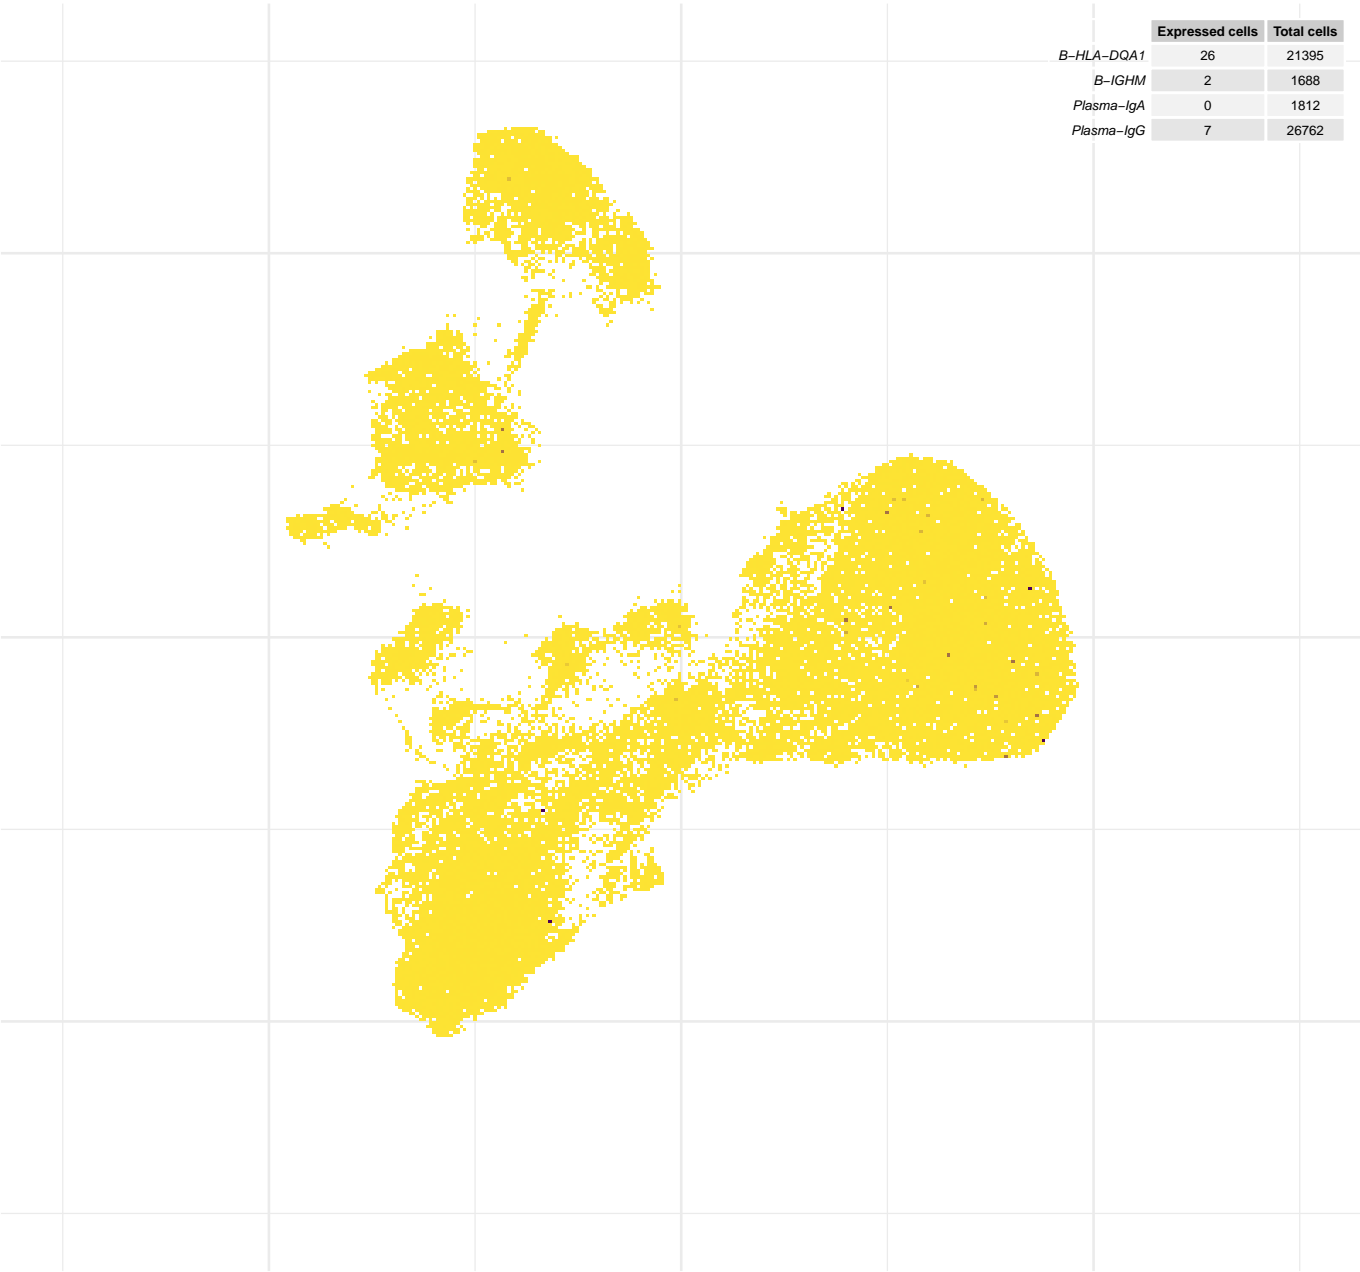 Expressed cells Total cells
B−HLA−DQA1 26 21395
B−IGHM 2 1688
Plasma−IgA 0 1812
Plasma−IgG 7 26762